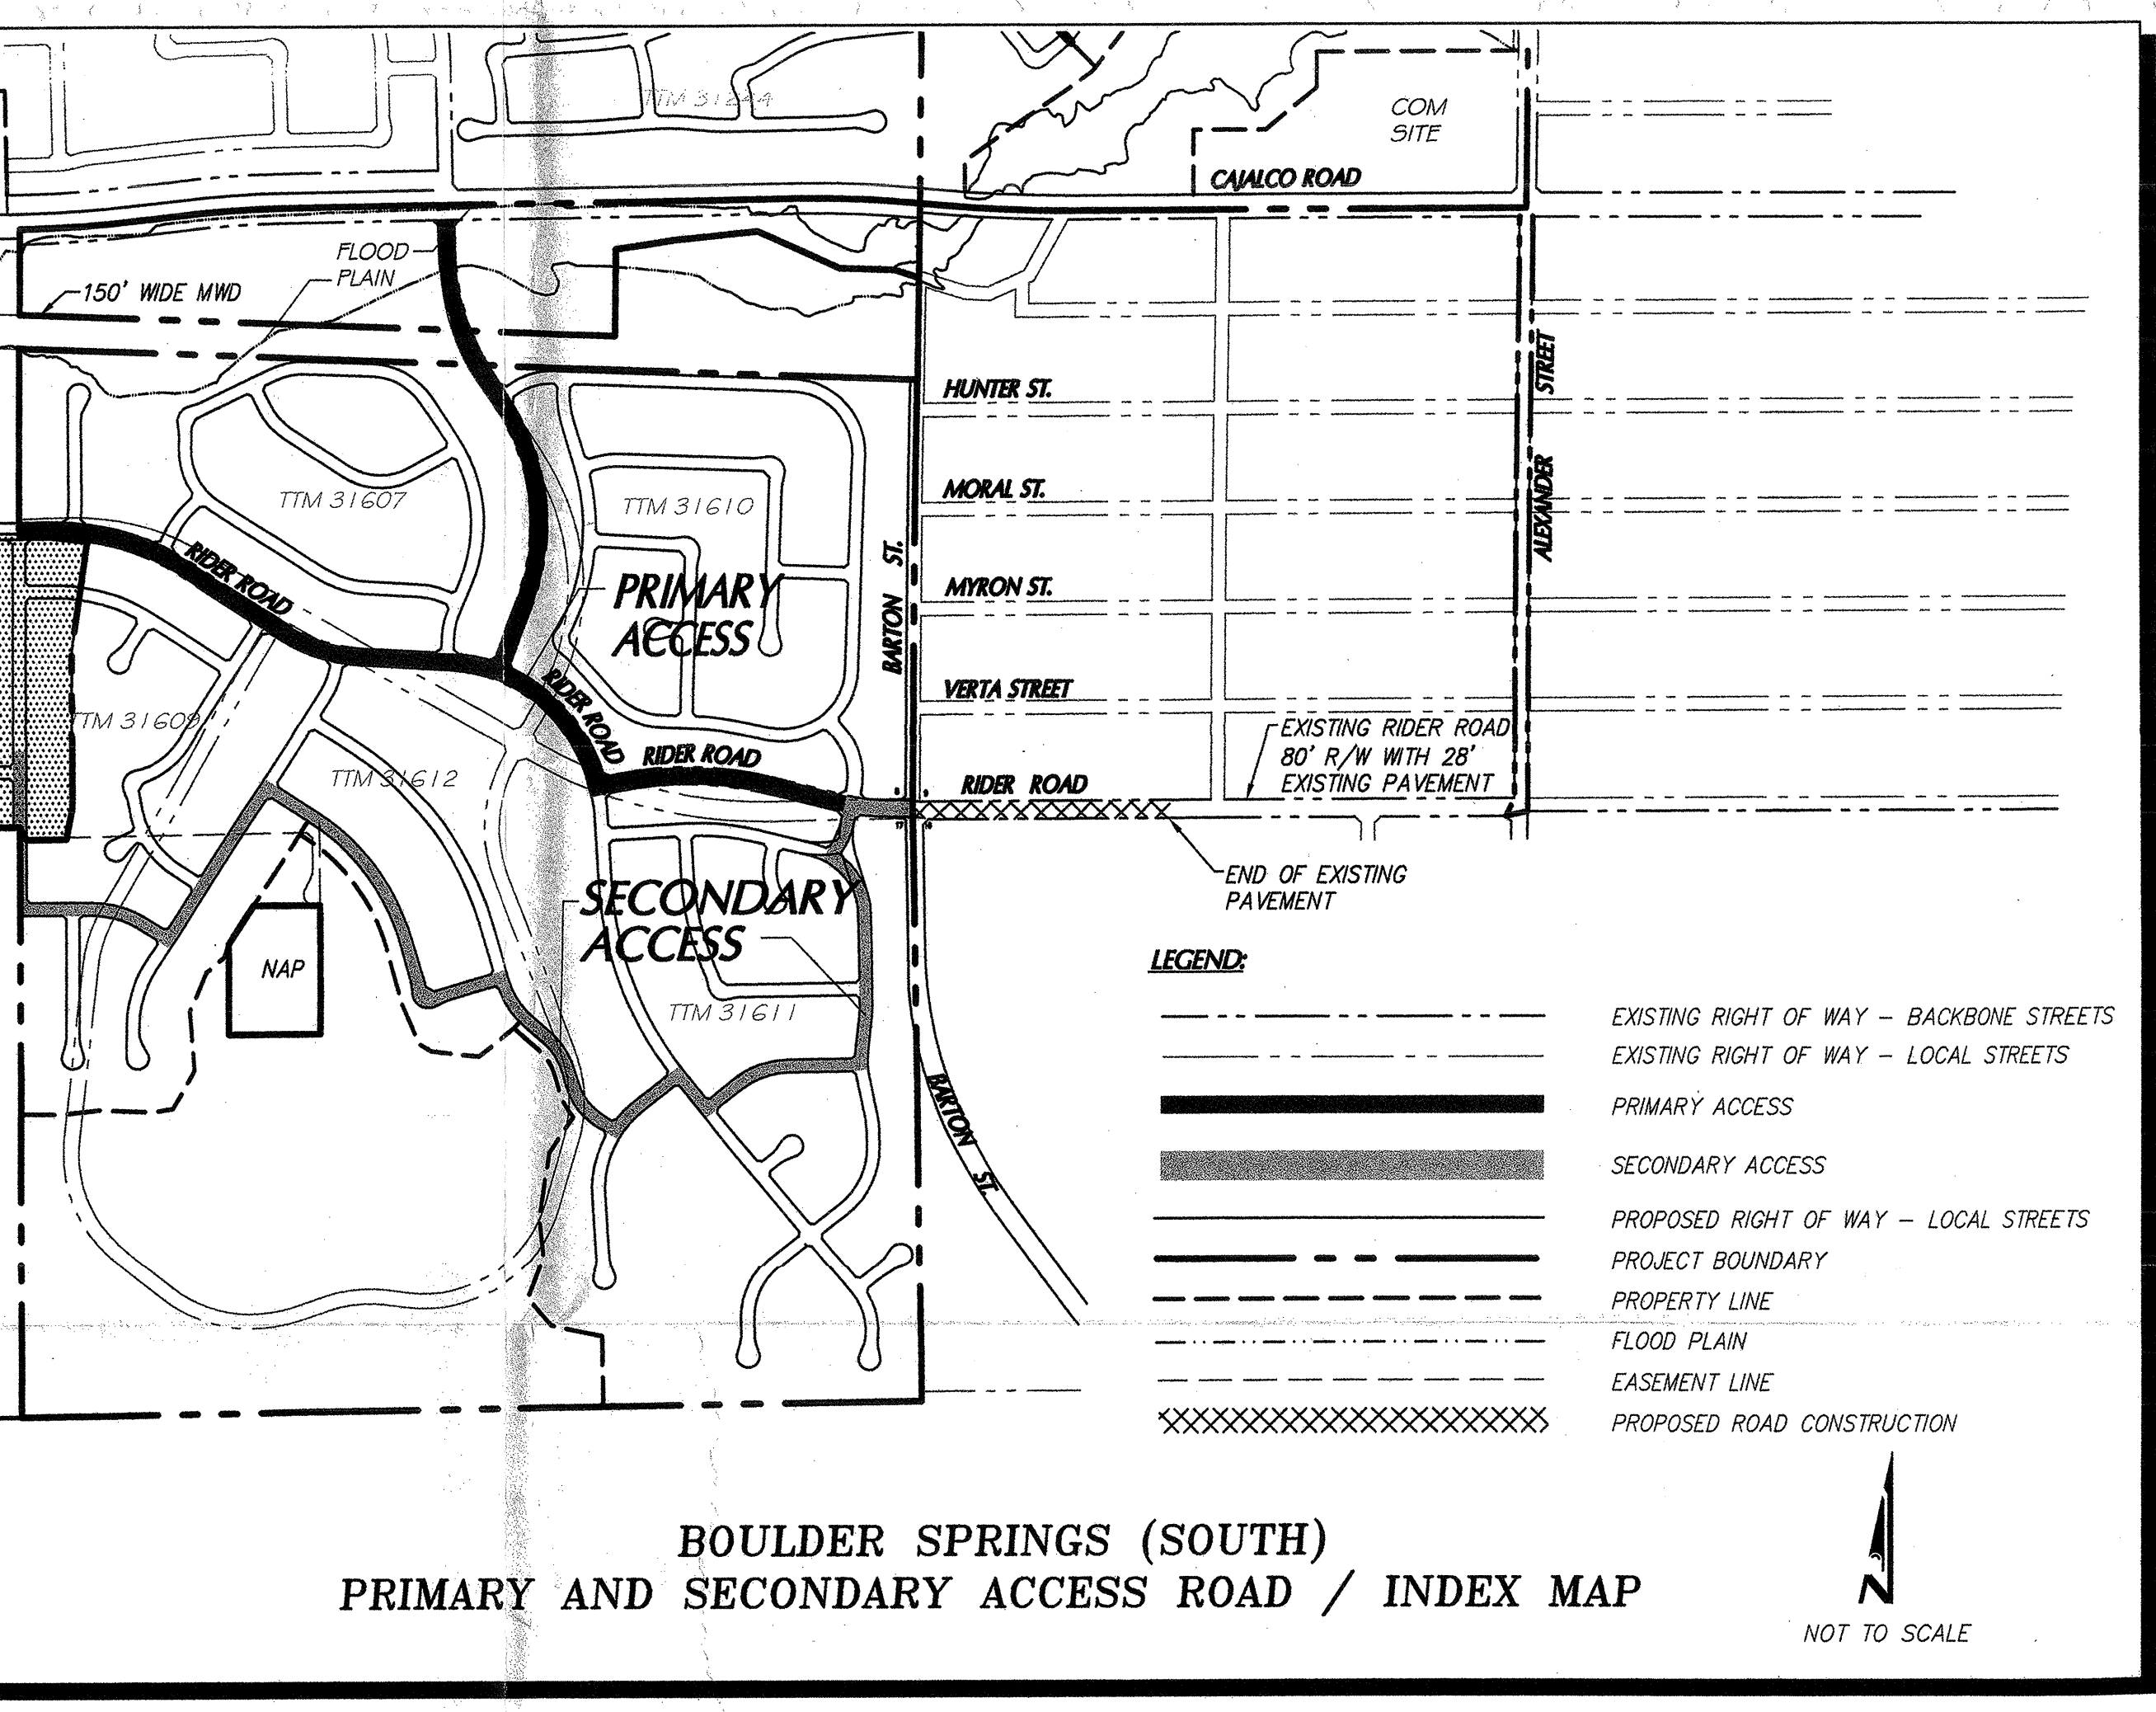 TTM 31244
COM
SITE
CAJALCO ROAD
FLOOD
PLAIN
150' WIDE MWD
ALEXANDER STREET
HUNTER ST.
MORAL ST.
TTM 31607
TTM 31610
BARTON ST.
RIDER ROAD
PRIMARY
ACCESS
MYRON ST.
VERTA STREET
RIDER ROAD
RIDER ROAD
TTM 31609
TTM 31612
RIDER ROAD
EXISTING RIDER ROAD
80' R/W WITH 28'
EXISTING PAVEMENT
END OF EXISTING
PAVEMENT
SECONDARY
ACCESS
NAP
TTM 31611
BARTON ST.
LEGEND:
EXISTING RIGHT OF WAY – BACKBONE STREETS
EXISTING RIGHT OF WAY – LOCAL STREETS
PRIMARY ACCESS
SECONDARY ACCESS
PROPOSED RIGHT OF WAY – LOCAL STREETS
PROJECT BOUNDARY
PROPERTY LINE
FLOOD PLAIN
EASEMENT LINE
PROPOSED ROAD CONSTRUCTION
BOULDER SPRINGS (SOUTH)
PRIMARY AND SECONDARY ACCESS ROAD / INDEX MAP
N
NOT TO SCALE